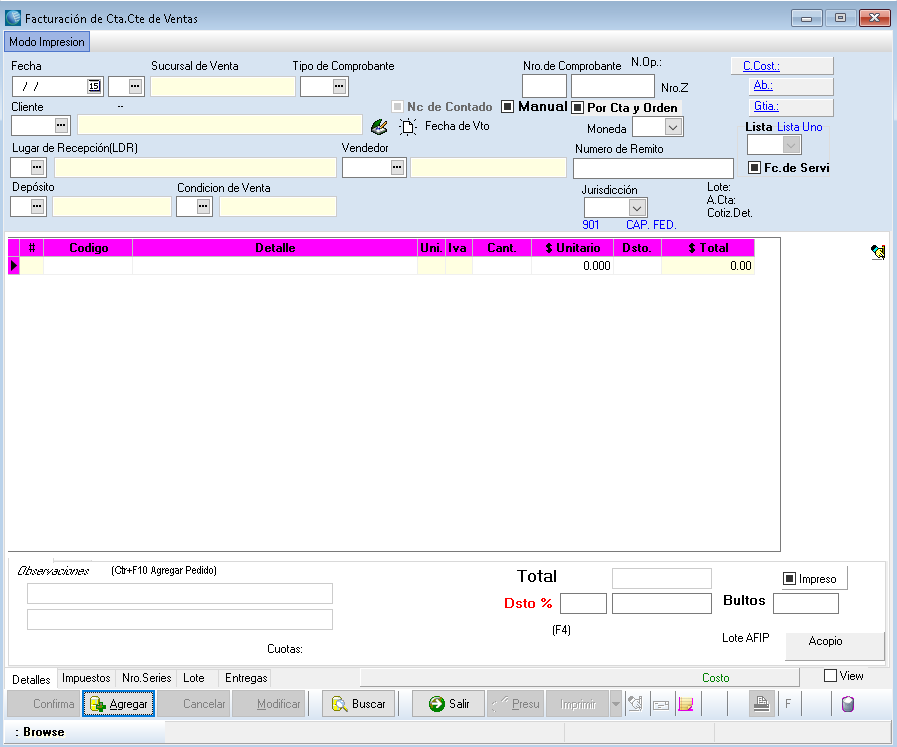 Facturación de Cta.Cte de Ventas
Modo Impresion
Fecha Sucursal de Venta Tipo de Comprobante Nro.de Comprobante N.Op.: C.Cost.:
/ / 15 ... ... Nro.Z Ab.:
Cliente -- Nc de Contado Manual Por Cta y Orden Gtia.:
... Fecha de Vto Moneda Lista Lista Uno
Lugar de Recepción(LDR) Vendedor Numero de Remito
... ... Fc.de Servi
Depósito Condicion de Venta Jurisdicción Lote:
... ... A.Cta:
901 CAP. FED. Cotiz.Det.
# Codigo Detalle Uni. Iva Cant. $ Unitario Dsto. $ Total
0.000 0.00
Observaciones (Ctr+F10 Agregar Pedido) Total Impreso
Dsto % Bultos
(F4)
Lote AFIP Acopio
Cuotas:
Detalles Impuestos Nro.Series Lote Entregas Costo View
Confirma Agregar Cancelar Modificar Buscar Salir Presu Imprimir F
: Browse